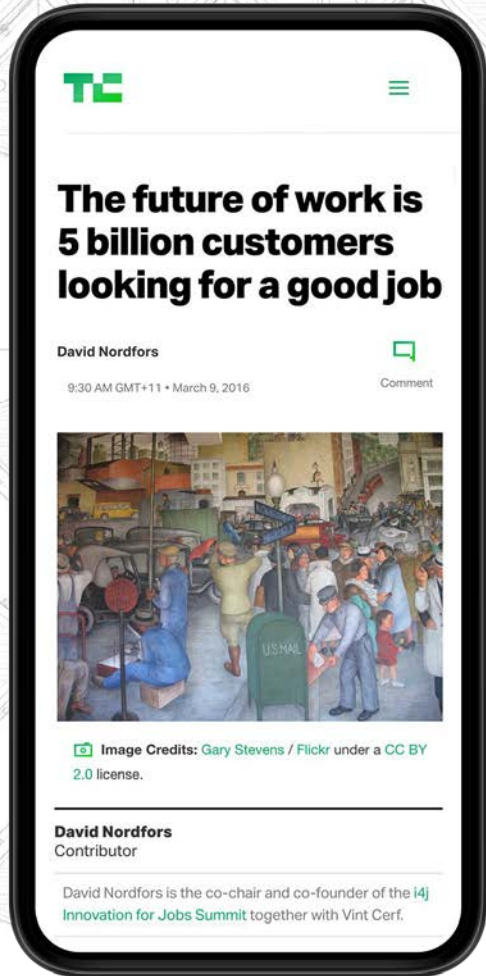 TC
The future of work is
5 billion customers
looking for a good job
David Nordfors
9:30 AM GMT+11 • March 9, 2016
Comment
U.S. MAIL
Image Credits: Gary Stevens / Flickr under a CC BY
2.0 license.
David Nordfors
Contributor
David Nordfors is the co-chair and co-founder of the i4j
Innovation for Jobs Summit together with Vint Cerf.